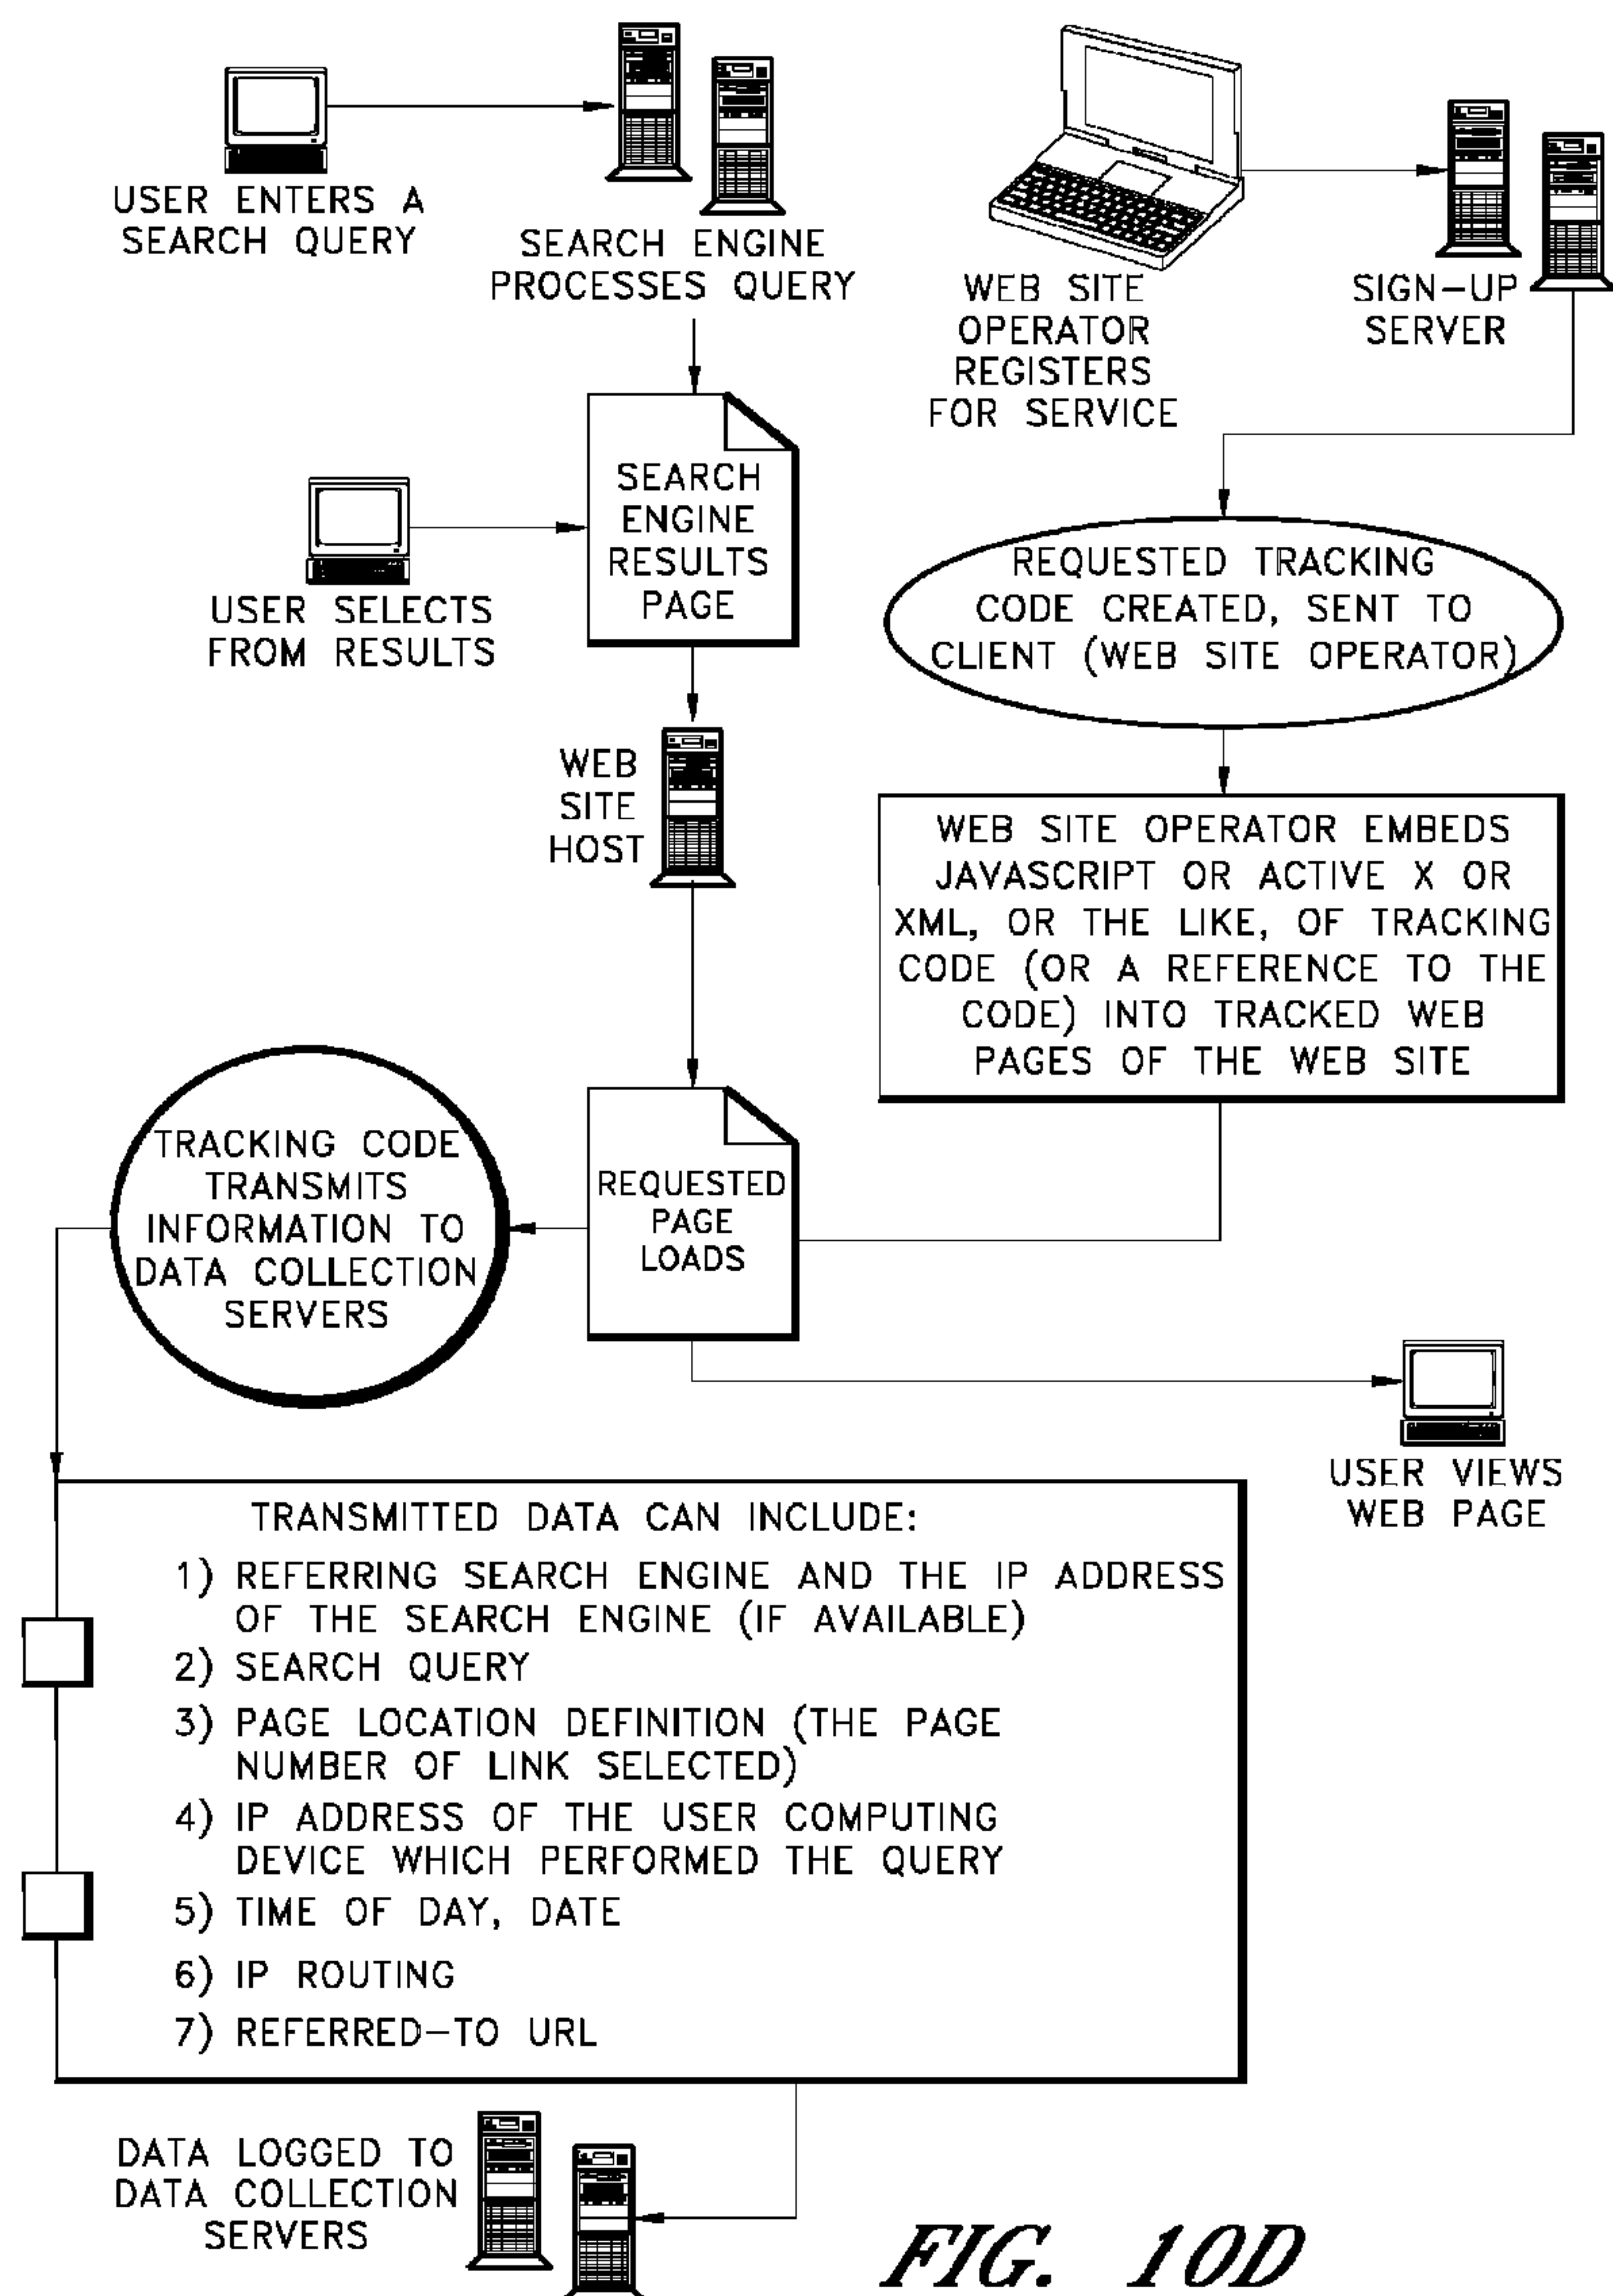 USER ENTERS A
SEARCH QUERY
SEARCH ENGINE
PROCESSES QUERY
WEB SITE
OPERATOR
REGISTERS
FOR SERVICE
SIGN-UP
SERVER
SEARCH
ENGINE
RESULTS
PAGE
USER SELECTS
FROM RESULTS
REQUESTED TRACKING
CODE CREATED, SENT TO
CLIENT (WEB SITE OPERATOR)
WEB
SITE
HOST
WEB SITE OPERATOR EMBEDS
JAVASCRIPT OR ACTIVE X OR
XML, OR THE LIKE, OF TRACKING
CODE (OR A REFERENCE TO THE
CODE) INTO TRACKED WEB
PAGES OF THE WEB SITE
TRACKING CODE
TRANSMITS
INFORMATION TO
DATA COLLECTION
SERVERS
REQUESTED
PAGE
LOADS
USER VIEWS
WEB PAGE
TRANSMITTED DATA CAN INCLUDE:
1) REFERRING SEARCH ENGINE AND THE IP ADDRESS
OF THE SEARCH ENGINE (IF AVAILABLE)
2) SEARCH QUERY
3) PAGE LOCATION DEFINITION (THE PAGE
NUMBER OF LINK SELECTED)
4) IP ADDRESS OF THE USER COMPUTING
DEVICE WHICH PERFORMED THE QUERY
5) TIME OF DAY, DATE
6) IP ROUTING
7) REFERRED-TO URL
DATA LOGGED TO
DATA COLLECTION
SERVERS
FIG. 10D